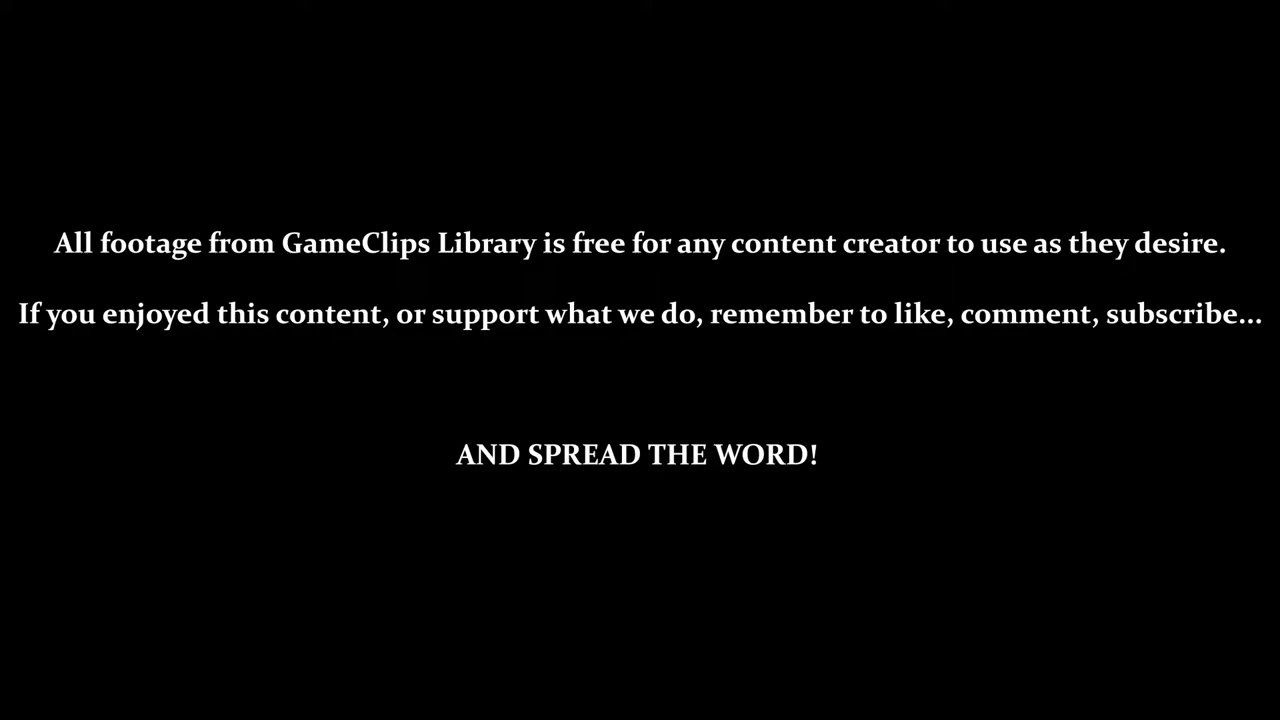 All footage from GameClips Library is free for any content creator to use as they desire.
If you enjoyed this content, or support what we do, remember to like, comment, subscribe...
AND SPREAD THE WORD!